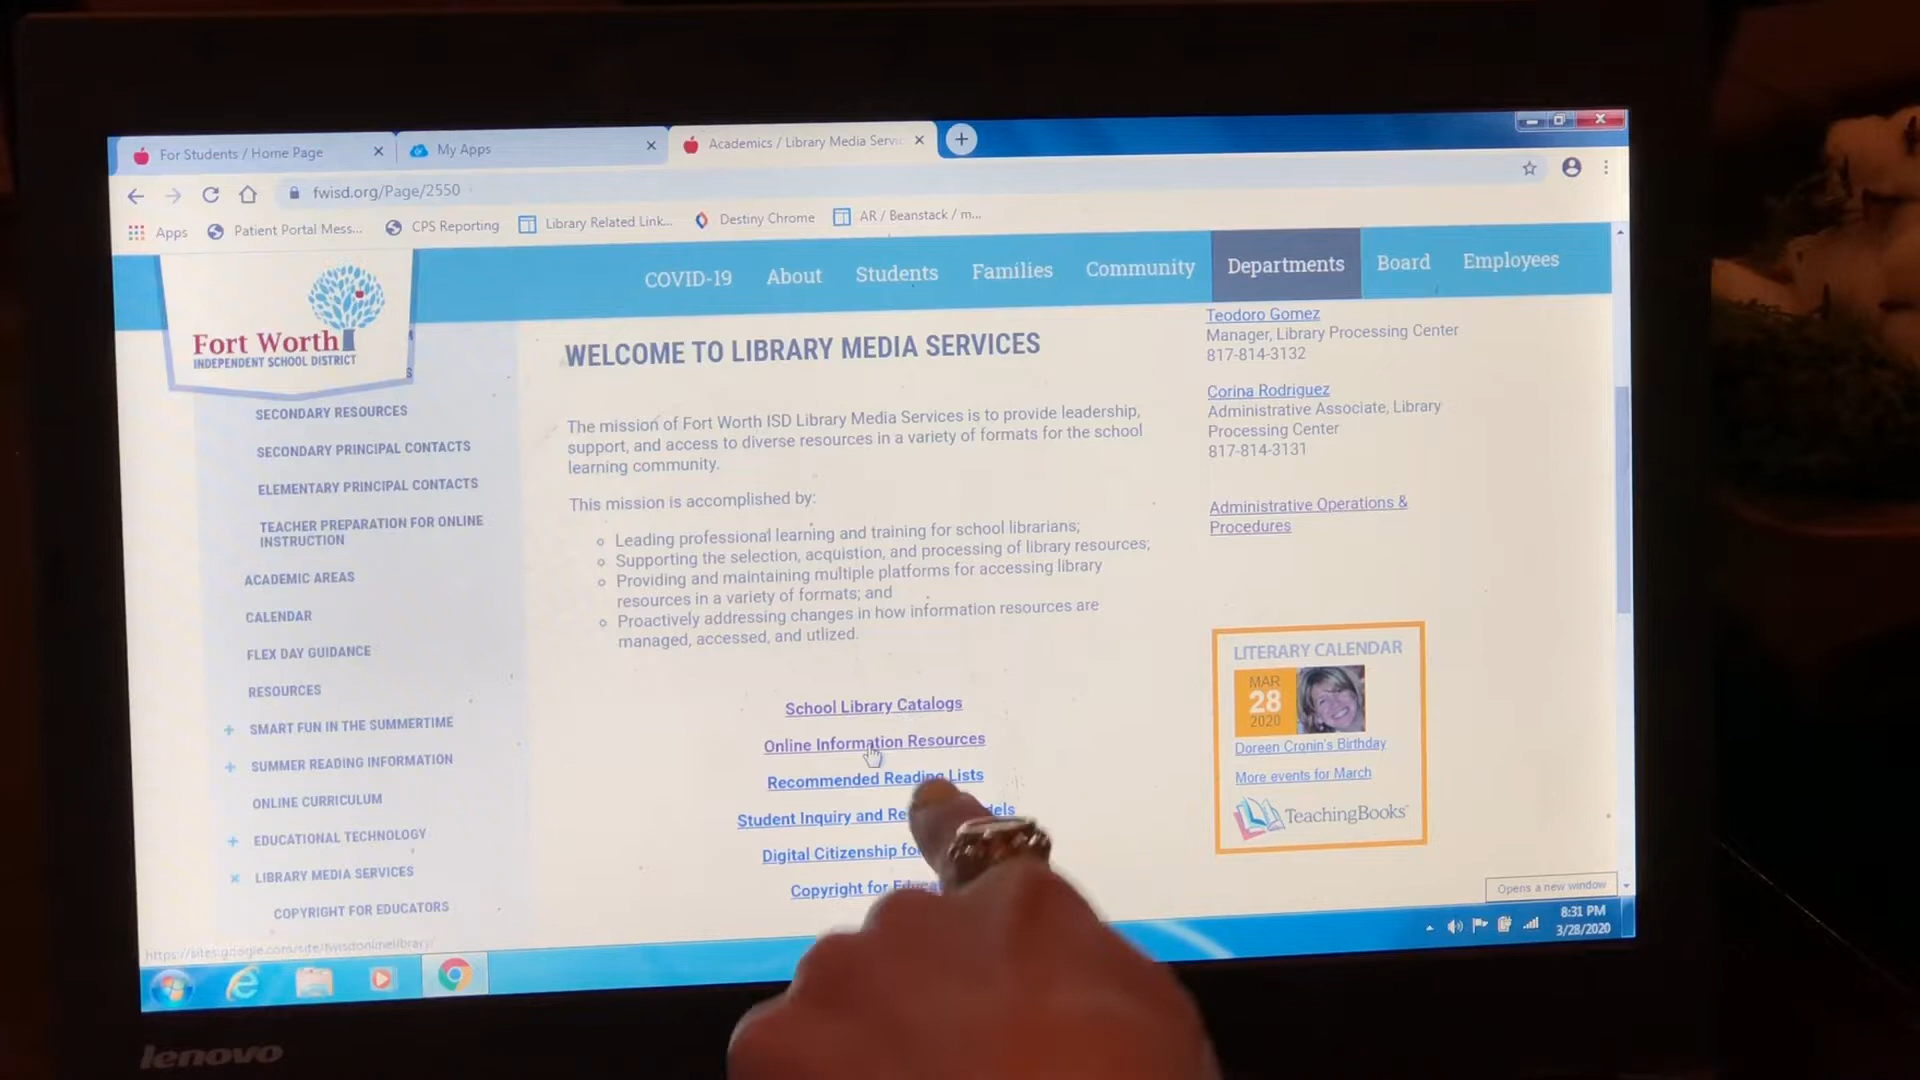 For Students / Home Page
My Apps
Academics / Library Media Servic
fwisd.org/Page/2550
Apps
Patient Portal Mess...
CPS Reporting
Library Related Link...
Destiny Chrome
AR / Beanstack / m...
COVID-19
About
Students
Families
Community
Departments
Board
Employees
Fort Worth
INDEPENDENT SCHOOL DISTRICT
SECONDARY RESOURCES
SECONDARY PRINCIPAL CONTACTS
ELEMENTARY PRINCIPAL CONTACTS
TEACHER PREPARATION FOR ONLINE
INSTRUCTION
ACADEMIC AREAS
CALENDAR
FLEX DAY GUIDANCE
RESOURCES
+ SMART FUN IN THE SUMMERTIME
+ SUMMER READING INFORMATION
ONLINE CURRICULUM
+ EDUCATIONAL TECHNOLOGY
× LIBRARY MEDIA SERVICES
COPYRIGHT FOR EDUCATORS
WELCOME TO LIBRARY MEDIA SERVICES
The mission of Fort Worth ISD Library Media Services is to provide leadership,
support, and access to diverse resources in a variety of formats for the school
learning community.
This mission is accomplished by:
Leading professional learning and training for school librarians;
Supporting the selection, acquistion, and processing of library resources;
Providing and maintaining multiple platforms for accessing library
resources in a variety of formats; and
Proactively addressing changes in how information resources are
managed, accessed, and utlized.
School Library Catalogs
Online Information Resources
Recommended Reading Lists
Student Inquiry and
Digital Citizenship
Copyright for
Teodoro Gomez
Manager, Library Processing Center
817-814-3132
Corina Rodriguez
Administrative Associate, Library
Processing Center
817-814-3131
Administrative Operations &
Procedures
LITERARY CALENDAR
MAR
28
2020
Doreen Cronin's Birthday
More events for March
TeachingBooks
Opens a new window
https://sites.google.com/site/fwisdonlinelibrary/
8:31 PM
3/28/2020
lenovo